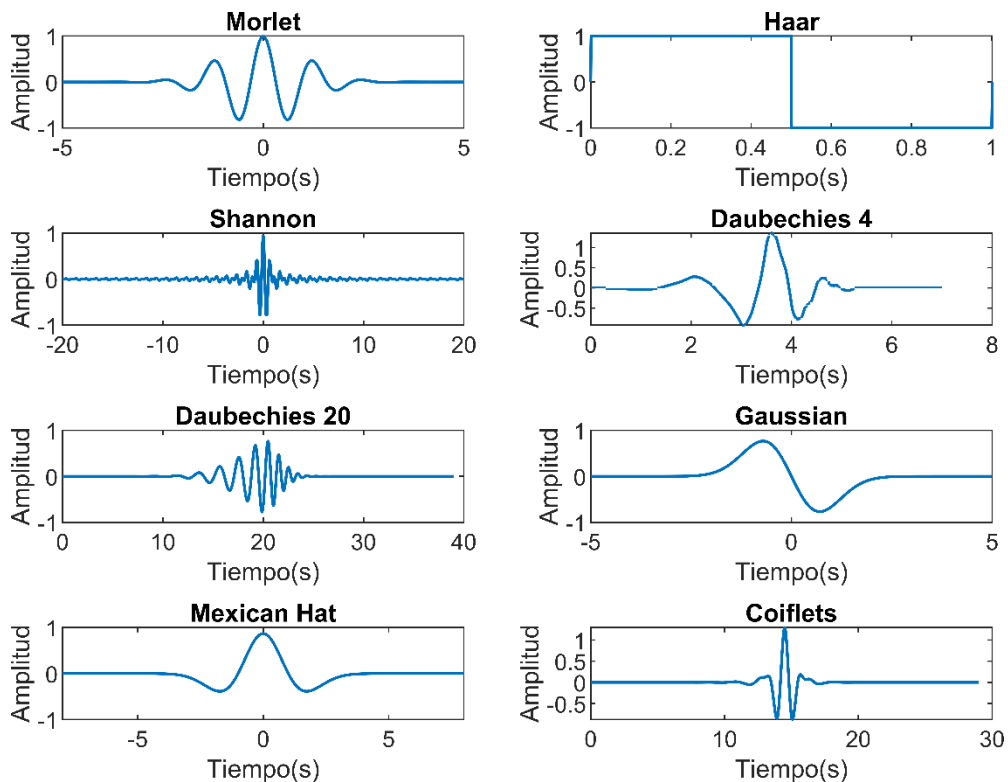 Morlet
Amplitud
1
0
-1
-5 0 5
Tiempo(s)
Haar
Amplitud
1
0
-1
0 0.2 0.4 0.6 0.8 1
Tiempo(s)
Shannon
Amplitud
1
0
-1
-20 -10 0 10 20
Tiempo(s)
Daubechies 4
Amplitud
1
0.5
0
-0.5
0 2 4 6 8
Tiempo(s)
Daubechies 20
Amplitud
1
0
-1
0 10 20 30 40
Tiempo(s)
Gaussian
Amplitud
1
0
-1
-5 0 5
Tiempo(s)
Mexican Hat
Amplitud
1
0
-1
-5 0 5
Tiempo(s)
Coiflets
Amplitud
1
0.5
0
-0.5
0 10 20 30
Tiempo(s)